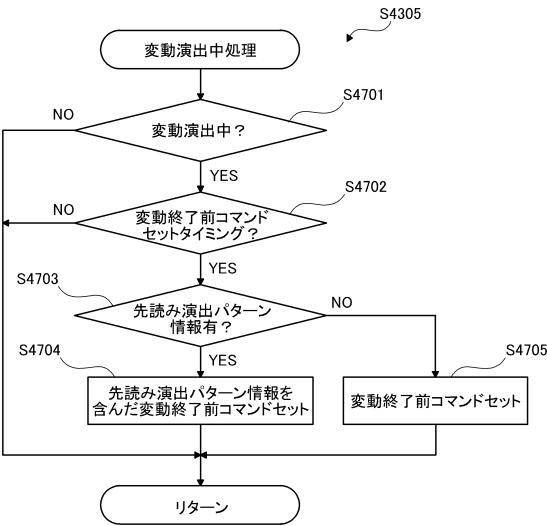 S4305
変動演出中処理
S4701
NO
変動演出中？
YES
S4702
NO
変動終了前コマンド
セットタイミング？
YES
S4703
先読み演出パターン
情報有？
NO
YES
S4704
先読み演出パターン情報を
含んだ変動終了前コマンドセット
S4705
変動終了前コマンドセット
リターン